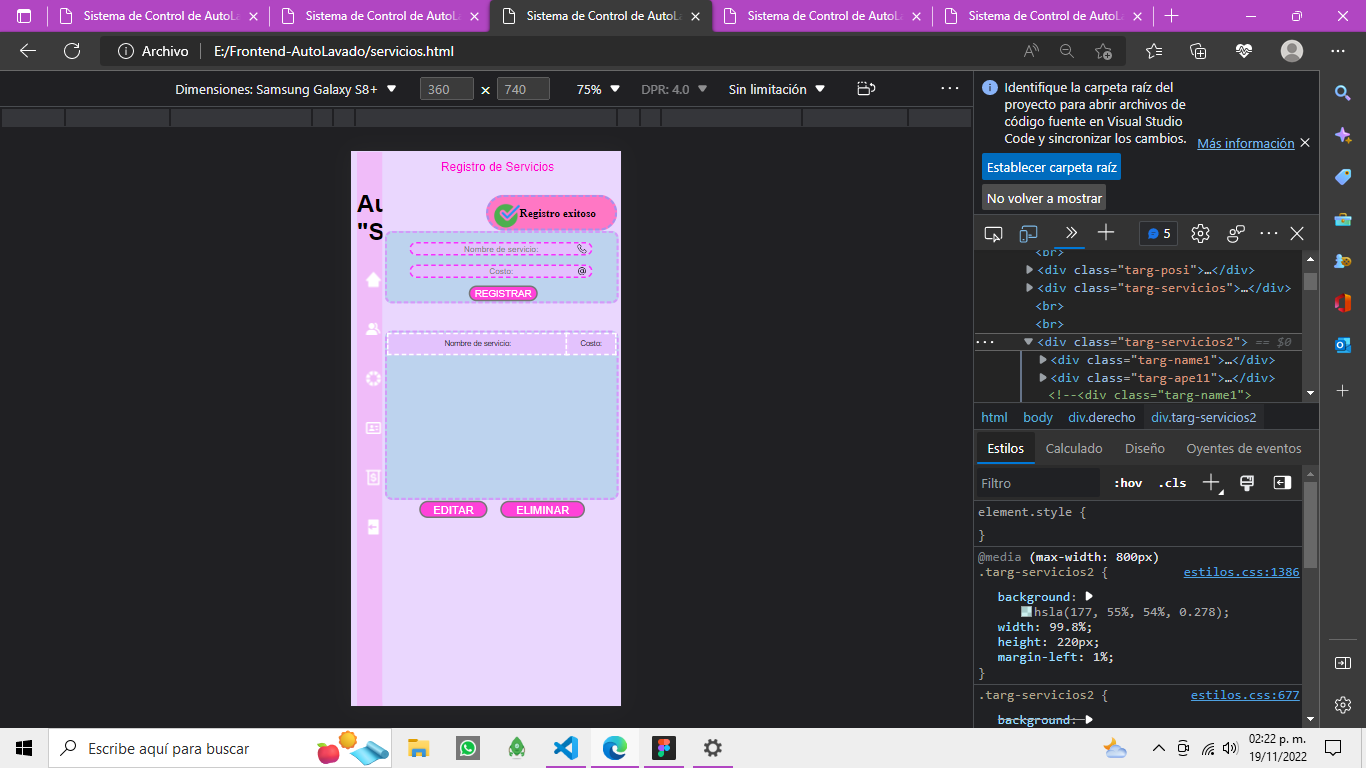 Sistema de Control de AutoLa
Sistema de Control de AutoLa
Sistema de Control de AutoLa
Sistema de Control de AutoLa
Sistema de Control de AutoLa
Archivo
E:/Frontend-AutoLavado/servicios.html
Dimensiones: Samsung Galaxy S8+
360 × 740
75%
DPR: 4.0
Sin limitación
Registro de Servicios
Au
"S
Registro exitoso
Nombre de servicio:
Costo:
@
REGISTRAR
Nombre de servicio:
Costo:
EDITAR
ELIMINAR
Identifique la carpeta raíz del
proyecto para abrir archivos de
código fuente en Visual Studio
Code y sincronizar los cambios.
Más información
Establecer carpeta raíz
No volver a mostrar
5
<br>
<div class="targ-posi">…</div>
<div class="targ-servicios">…</div>
<br>
<br>
<div class="targ-servicios2"> == $0
<div class="targ-name1">…</div>
<div class="targ-ape11">…</div>
<!--<div class="targ-name1">
html body div.derecho div.targ-servicios2
Estilos Calculado Diseño Oyentes de eventos
Filtro :hov .cls
element.style {
}
@media (max-width: 800px)
.targ-servicios2 { estilos.css:1386
background:
hsla(177, 55%, 54%, 0.278);
width: 99.8%;
height: 220px;
margin-left: 1%;
}
.targ-servicios2 { estilos.css:677
background:
Escribe aquí para buscar
02:22 p. m.
19/11/2022